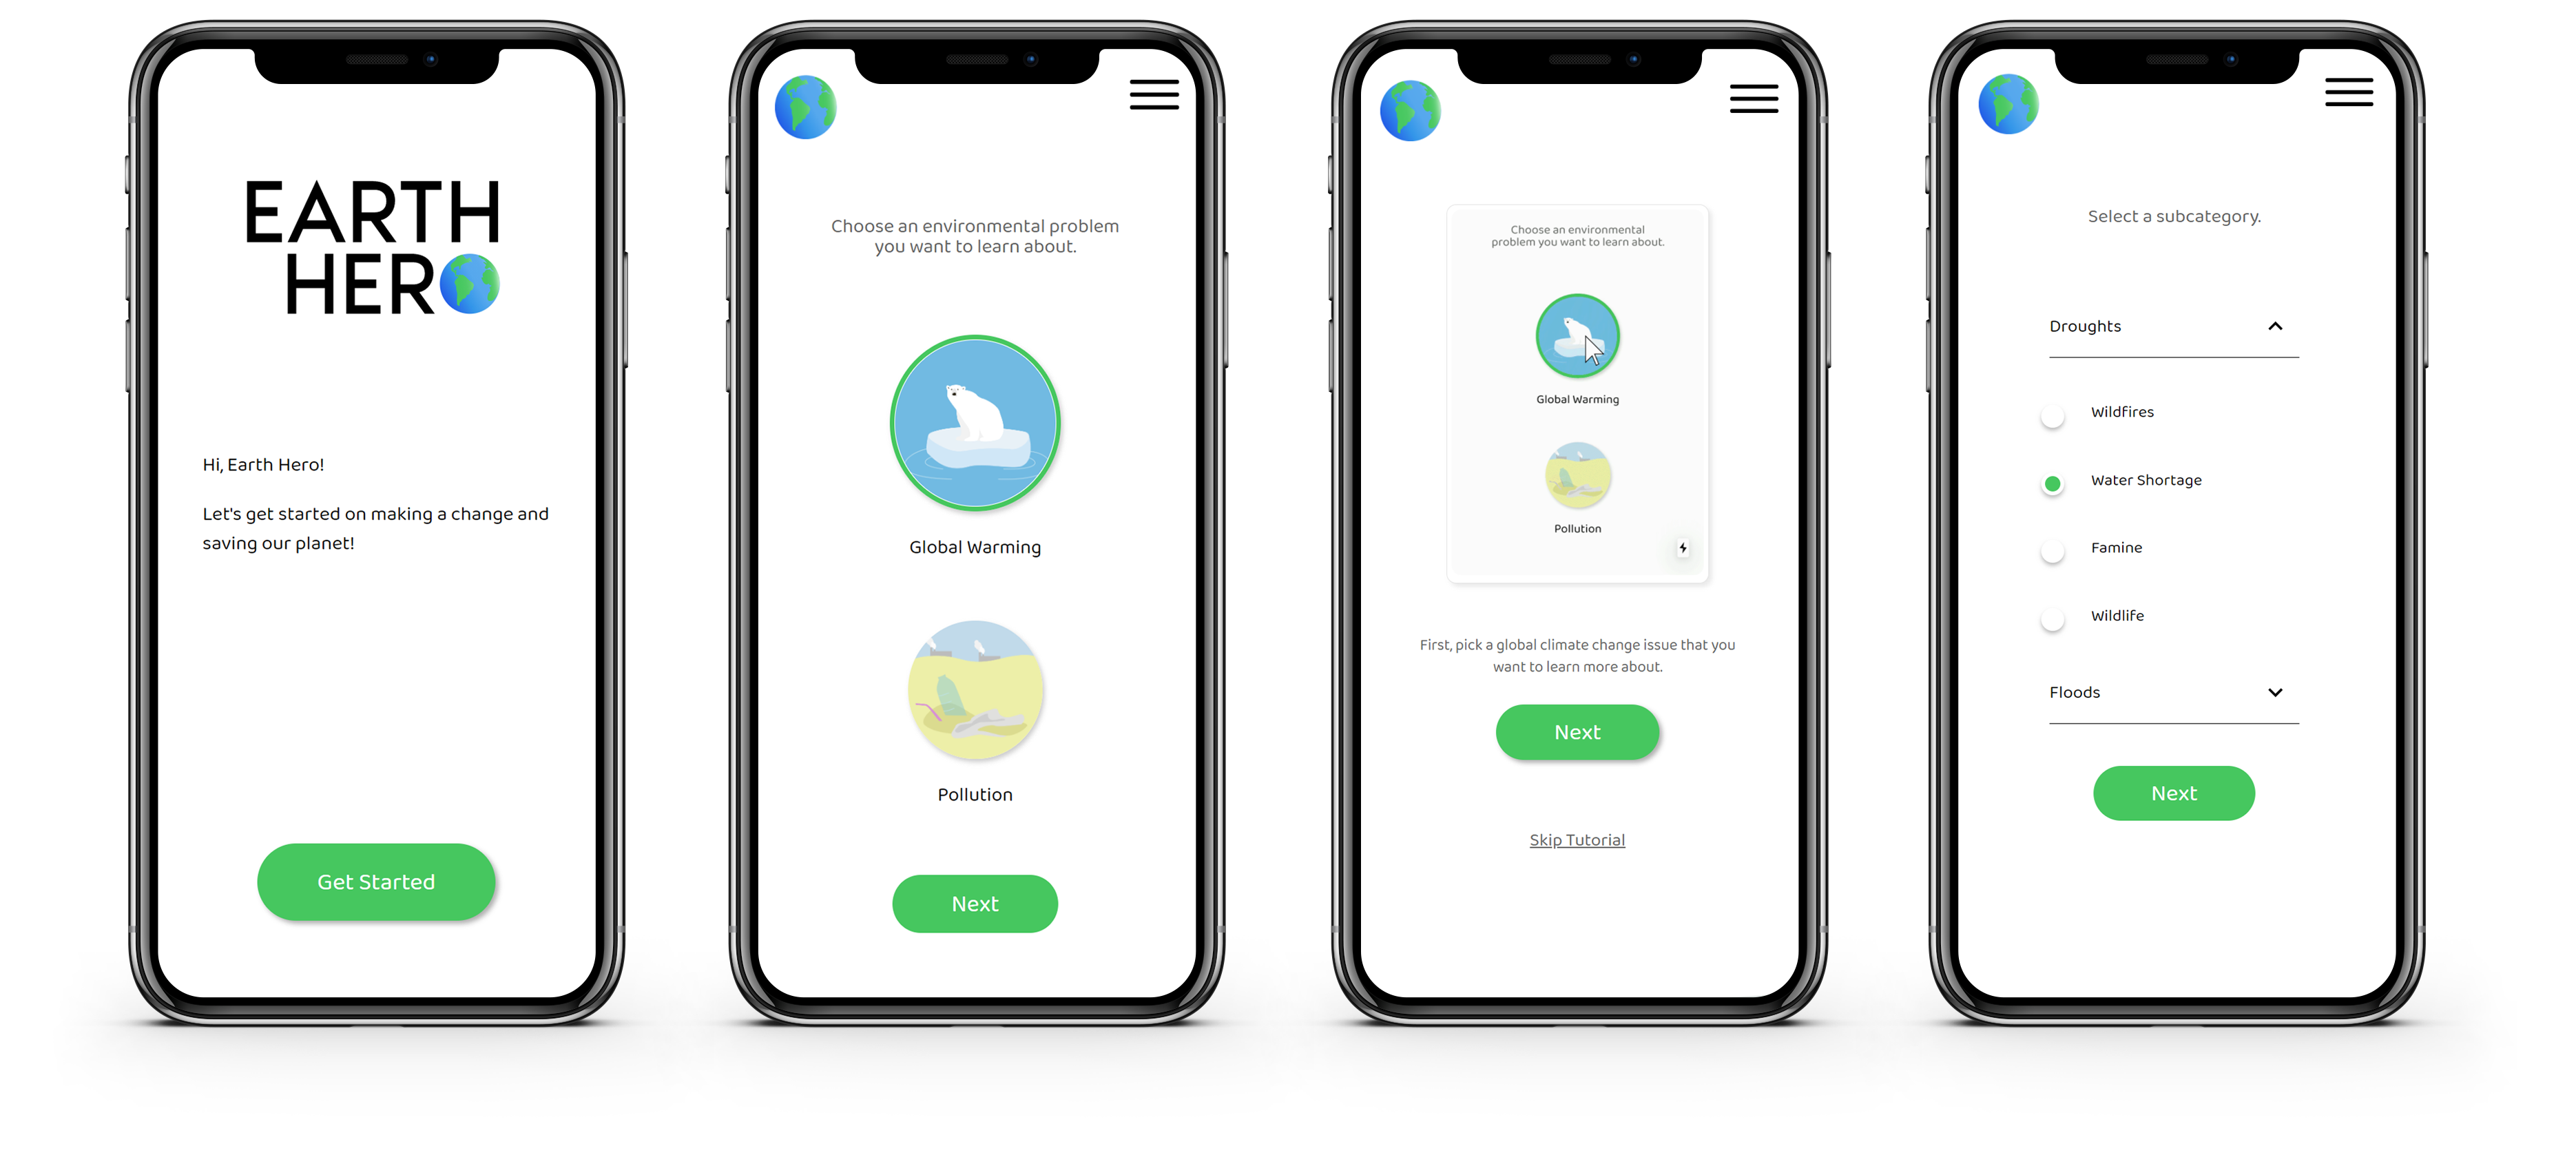 EARTH
HERO
Hi, Earth Hero!
Let's get started on making a change and
saving our planet!
Get Started
Choose an environmental problem
you want to learn about.
Global Warming
Pollution
Next
Choose an environmental
problem you want to learn about.
Global Warming
Pollution
First, pick a global climate change issue that you
want to learn more about.
Next
Skip Tutorial
Select a subcategory.
Droughts
Wildfires
Water Shortage
Famine
Wildlife
Floods
Next